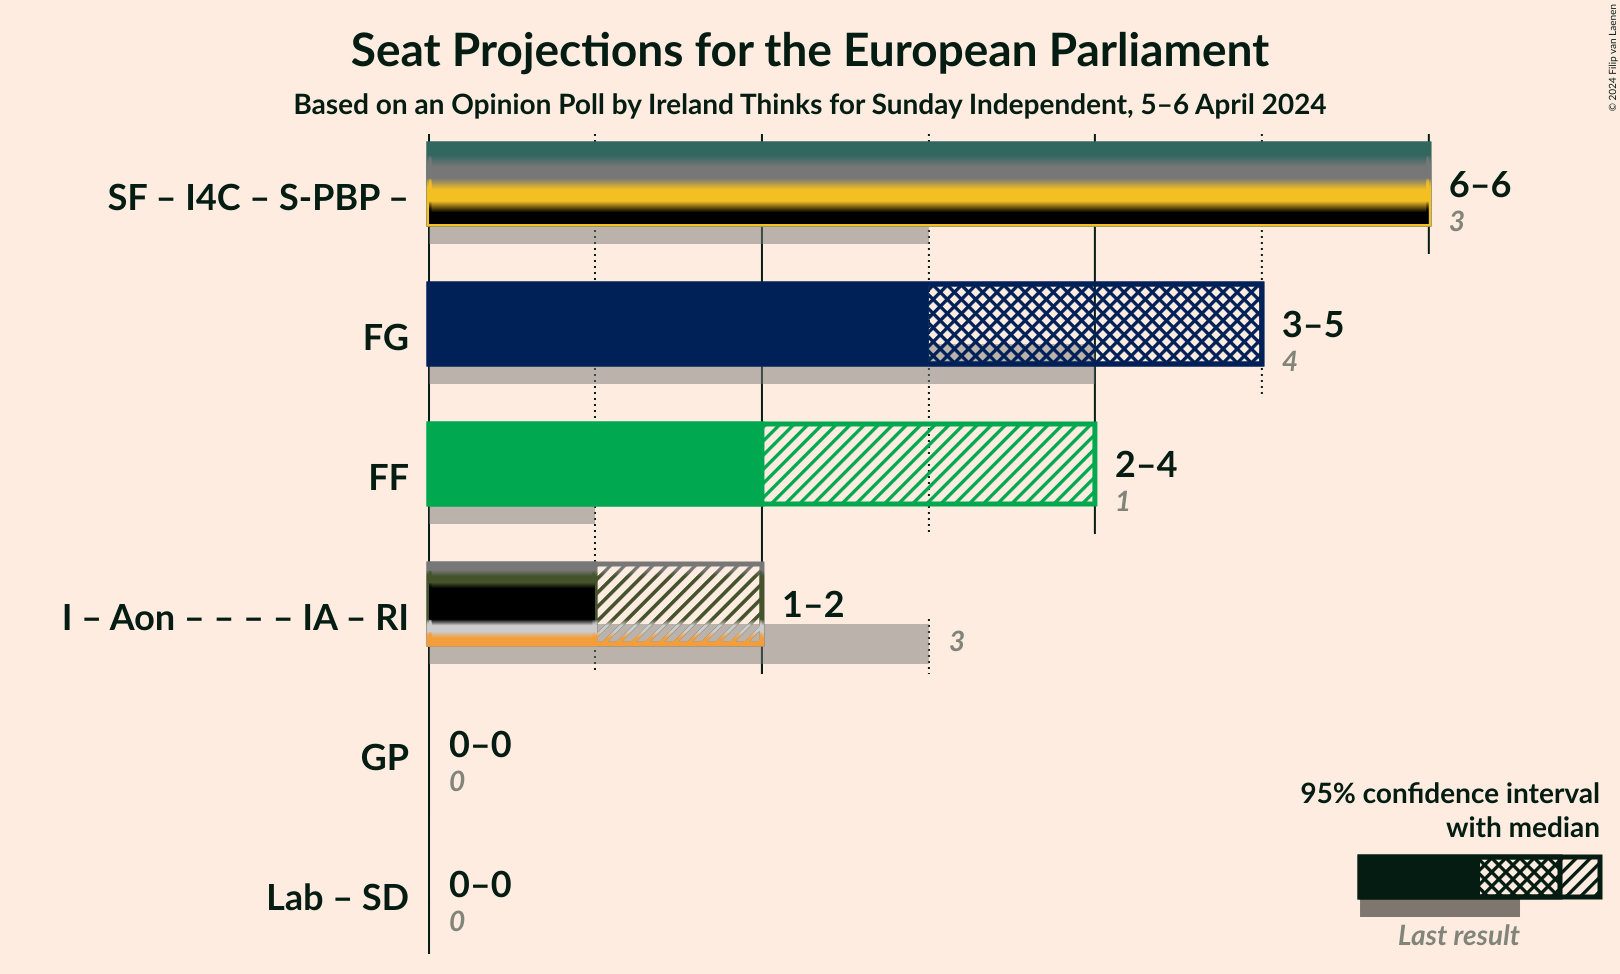 Seat Projections for the European Parliament
Based on an Opinion Poll by Ireland Thinks for Sunday Independent, 5–6 April 2024
© 2024 Filip van Laenen
SF – I4C – S-PBP –
6–6
3
FG
3–5
4
FF
2–4
1
I – Aon – – – – IA – RI
1–2
3
GP
0–0
0
Lab – SD
0–0
0
95% confidence interval
with median
Last result